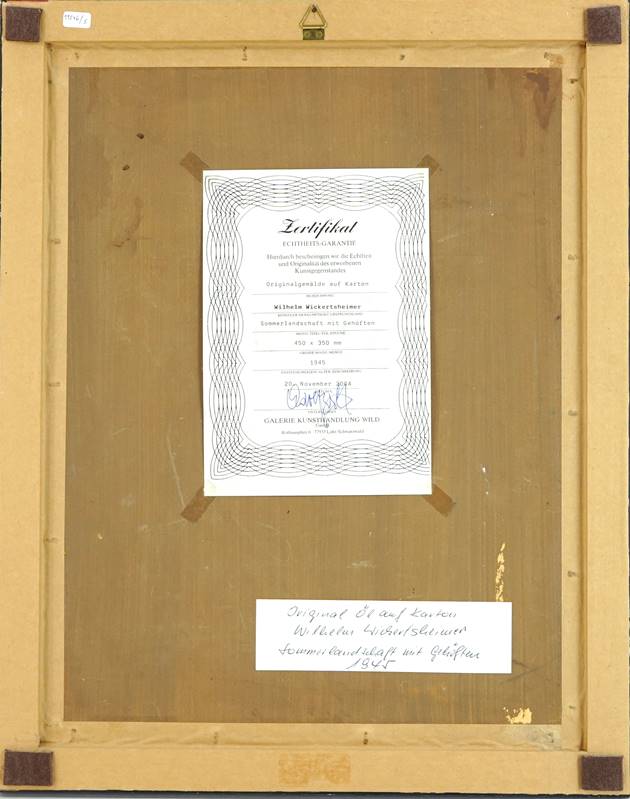 Zertifikat
ECHTHEITS-GARANTIE
Hierdurch bescheinigen wir die Echtheit
und Originalität des erworbenen
Kunstgegenstandes
Originalgemälde auf Karton
Wilhelm Wickertsheimer
Sommerlandschaft mit Gehöften
450 x 350 mm
1945
20. November 2004
GALERIE KUNSTHANDLUNG WILD
GmbH
Original Öl auf Karton
Wilhelm Wickertsheimer
Sommerlandschaft mit Gehöften
1945